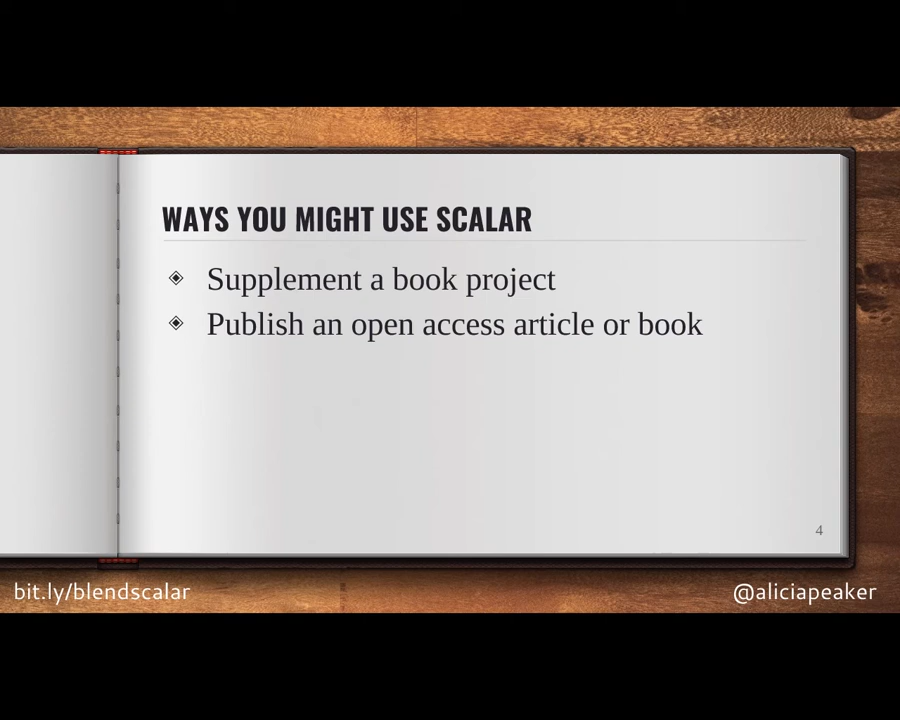 WAYS YOU MIGHT USE SCALAR
◈ Supplement a book project
◈ Publish an open access article or book
4
bit.ly/blendscalar
@aliciapeaker